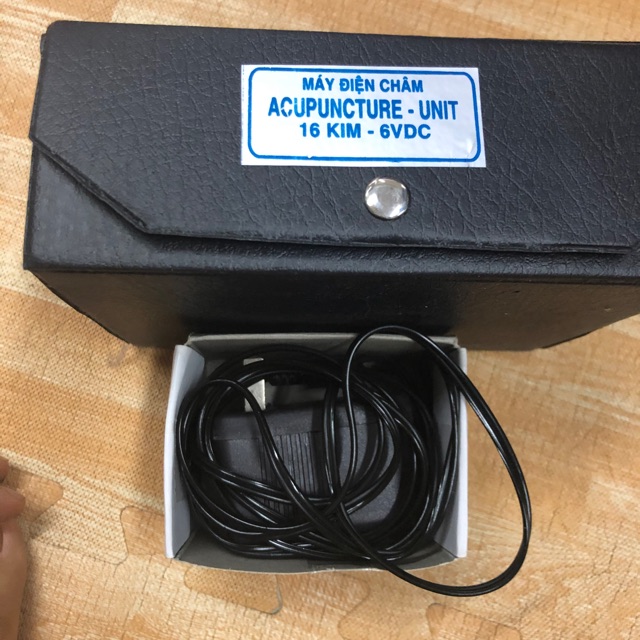 MÁY ĐIỆN CHÂM
ACUPUNCTURE - UNIT
16 KIM - 6VDC